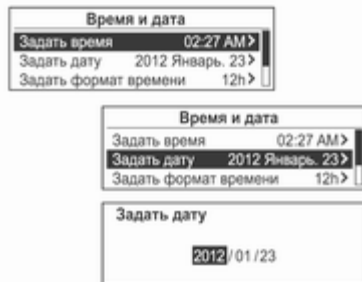 Время и дата
Задать время 02:27 AM>
Задать дату 2012 Январь. 23>
Задать формат времени 12h>
Время и дата
Задать время 02:27 AM>
Задать дату 2012 Январь. 23>
Задать формат времени 12h>
Задать дату
2012/01/23